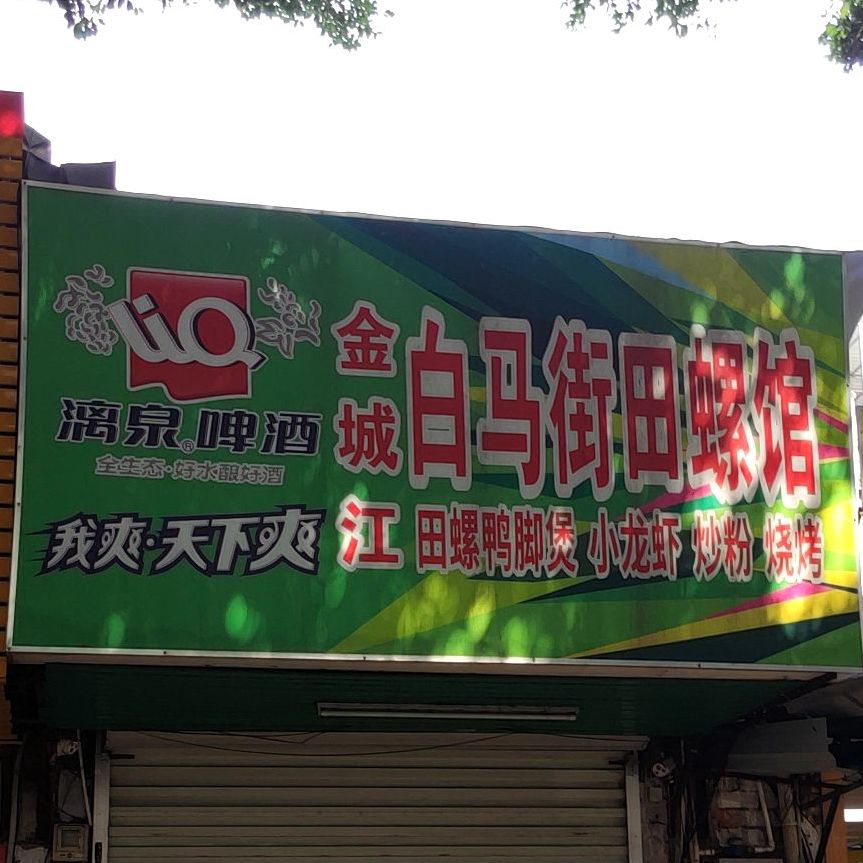 LiQ
漓泉®啤酒
全生态·好水酿好酒
我爽·天下爽
金城江
白马街田螺馆
田螺鸭脚煲 小龙虾 炒粉 烧烤